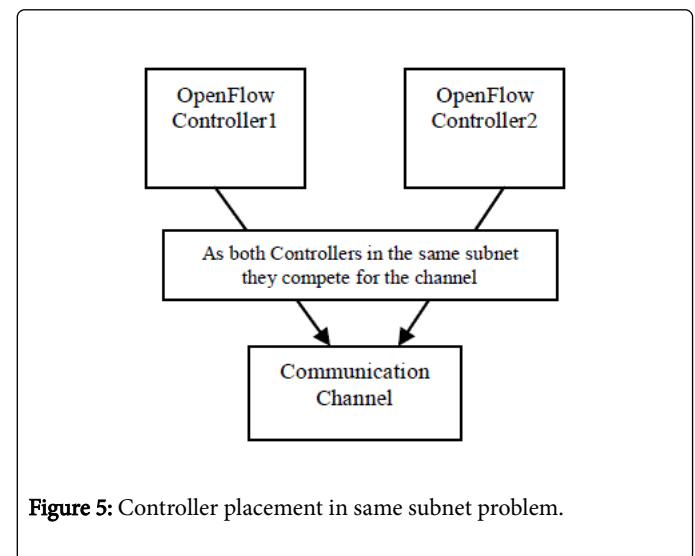 OpenFlow
Controller1
OpenFlow
Controller2
As both Controllers in the same subnet
they compete for the channel
Communication
Channel
Figure 5: Controller placement in same subnet problem.